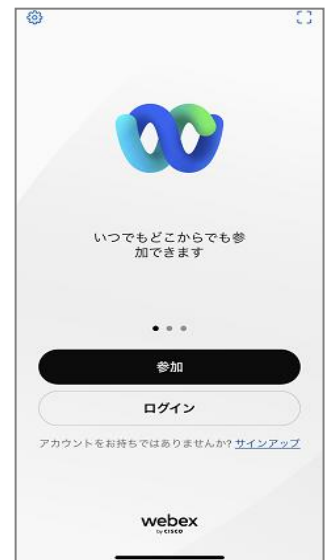 いつでもどこからでも参
加できます
参加
ログイン
アカウントをお持ちではありませんか? サインアップ
webex
by CISCO